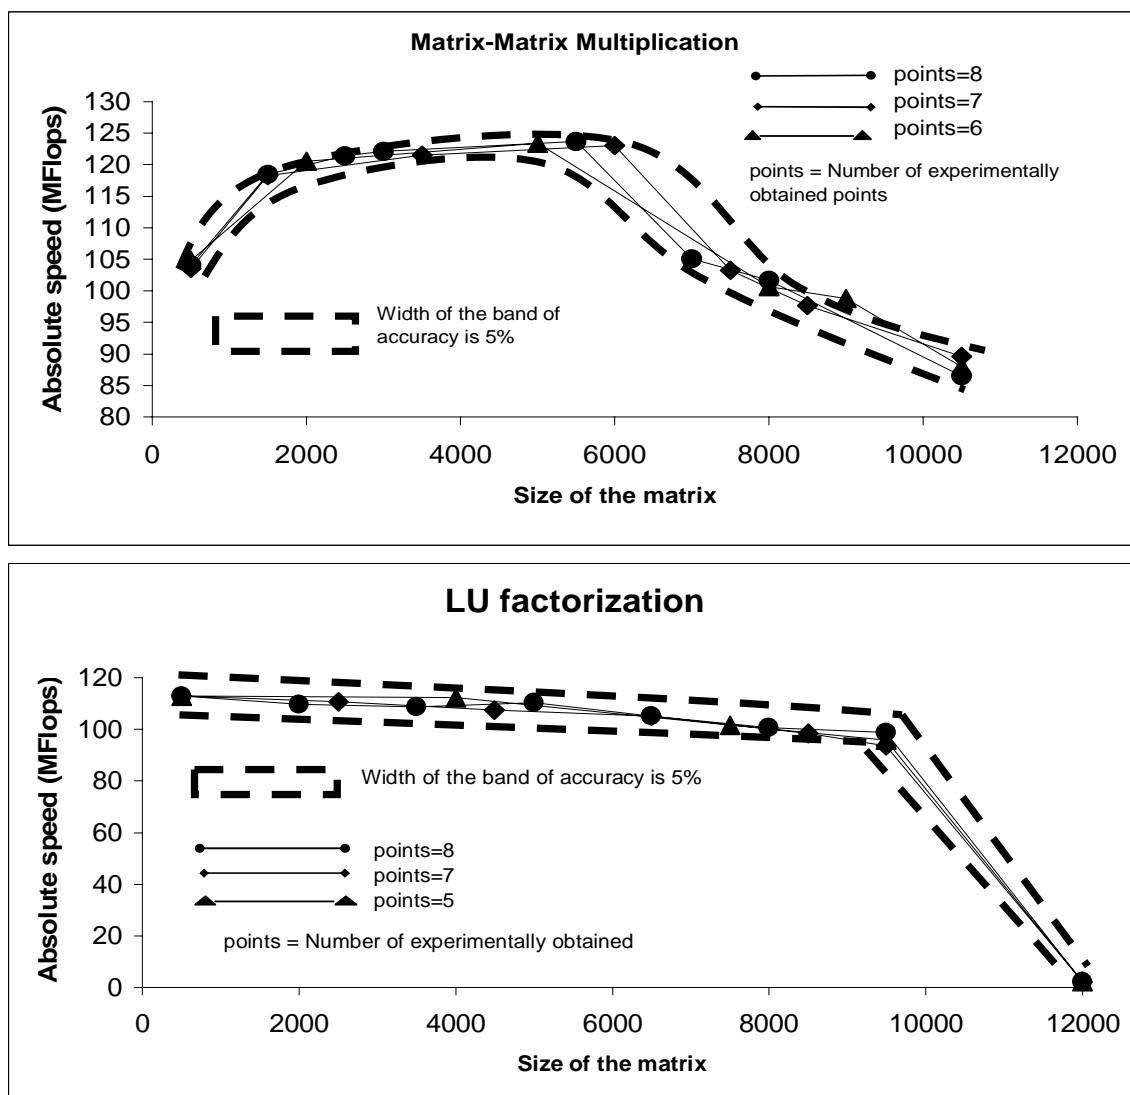 Matrix-Matrix Multiplication
points=8
points=7
points=6
points = Number of experimentally
obtained points
Width of the band of
accuracy is 5%
Absolute speed (MFlops)
130
125
120
115
110
105
100
95
90
85
80
0 2000 4000 6000 8000 10000 12000
Size of the matrix
LU factorization
Absolute speed (MFlops)
120
100
80
60
40
20
0
Width of the band of accuracy is 5%
points=8
points=7
points=5
points = Number of experimentally obtained
0 2000 4000 6000 8000 10000 12000
Size of the matrix